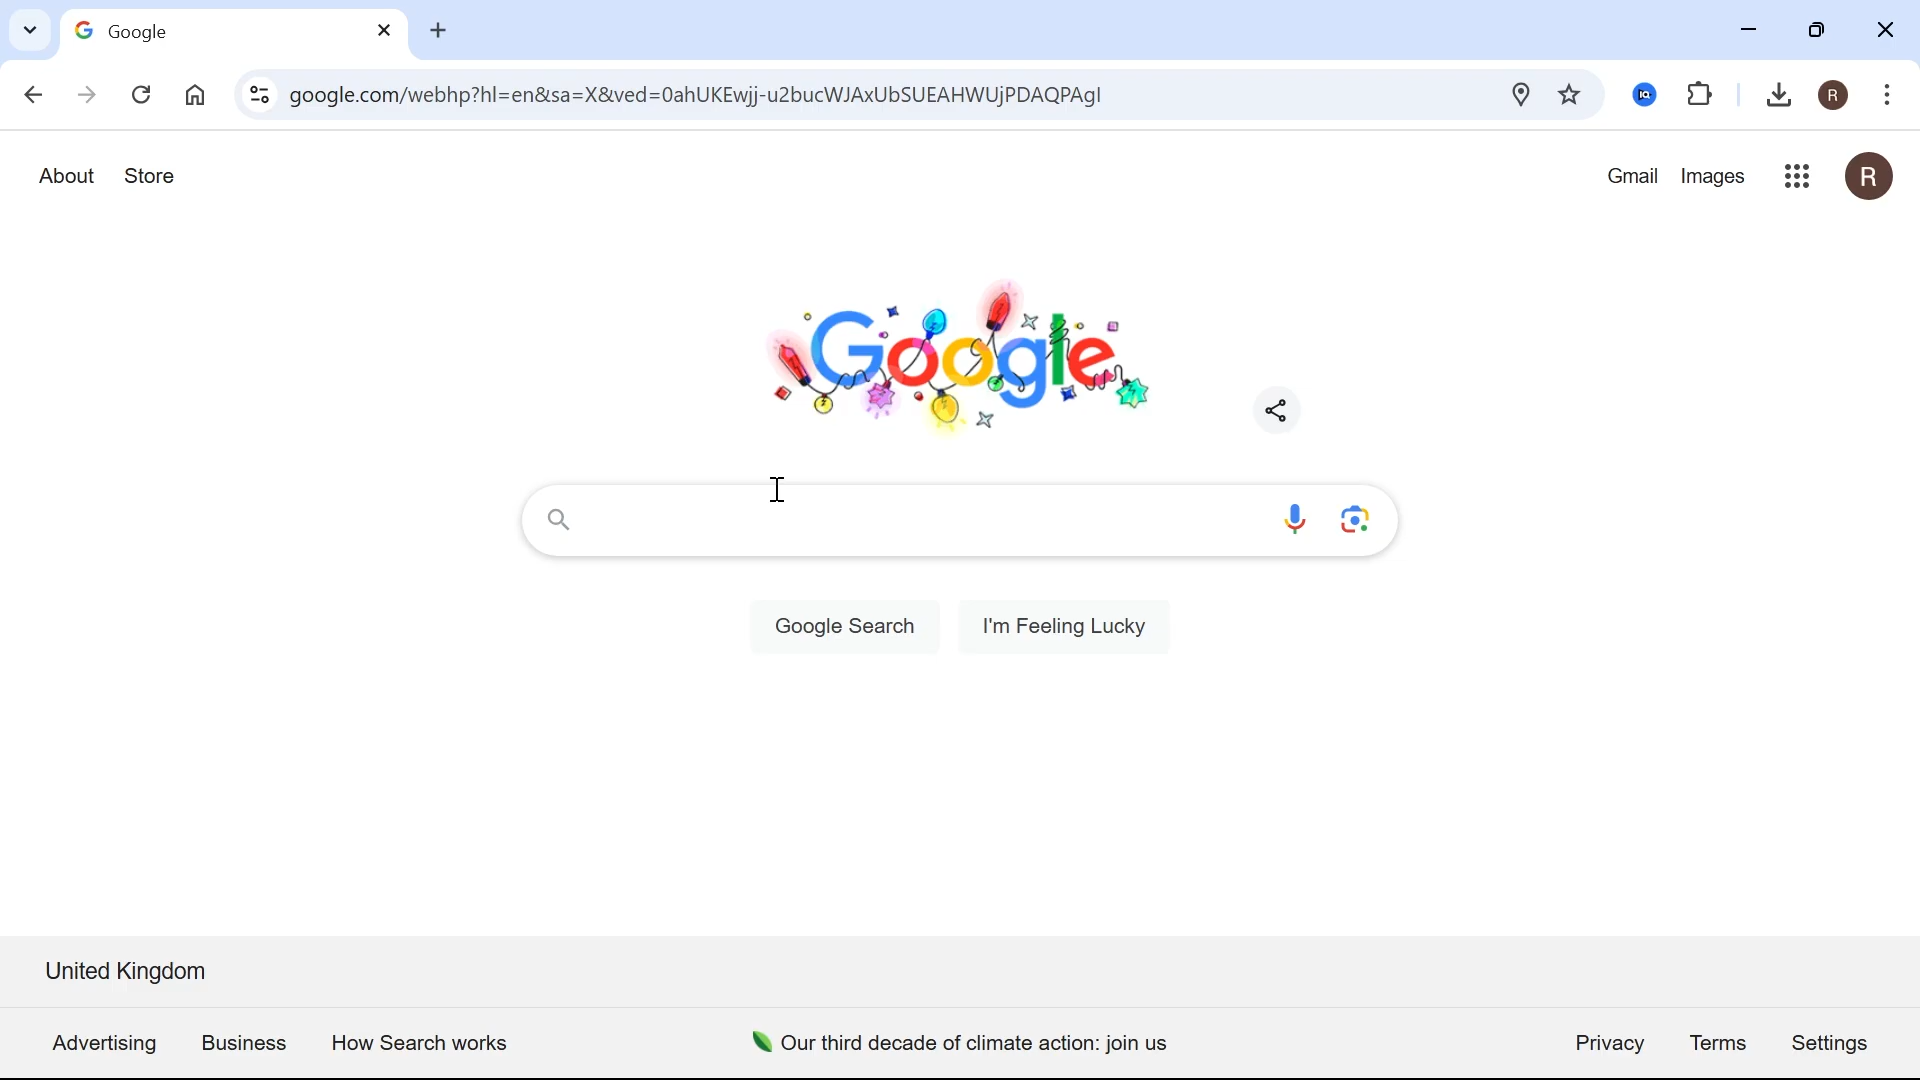 Google
google.com/webhp?hl=en&sa=X&ved=0ahUKEwjj-u2bucWJAxUbSUEAHWUjPDAQPAgI
R
About Store
Gmail Images
R
Google
Google Search
I'm Feeling Lucky
United Kingdom
Advertising Business How Search works
Our third decade of climate action: join us
Privacy Terms Settings